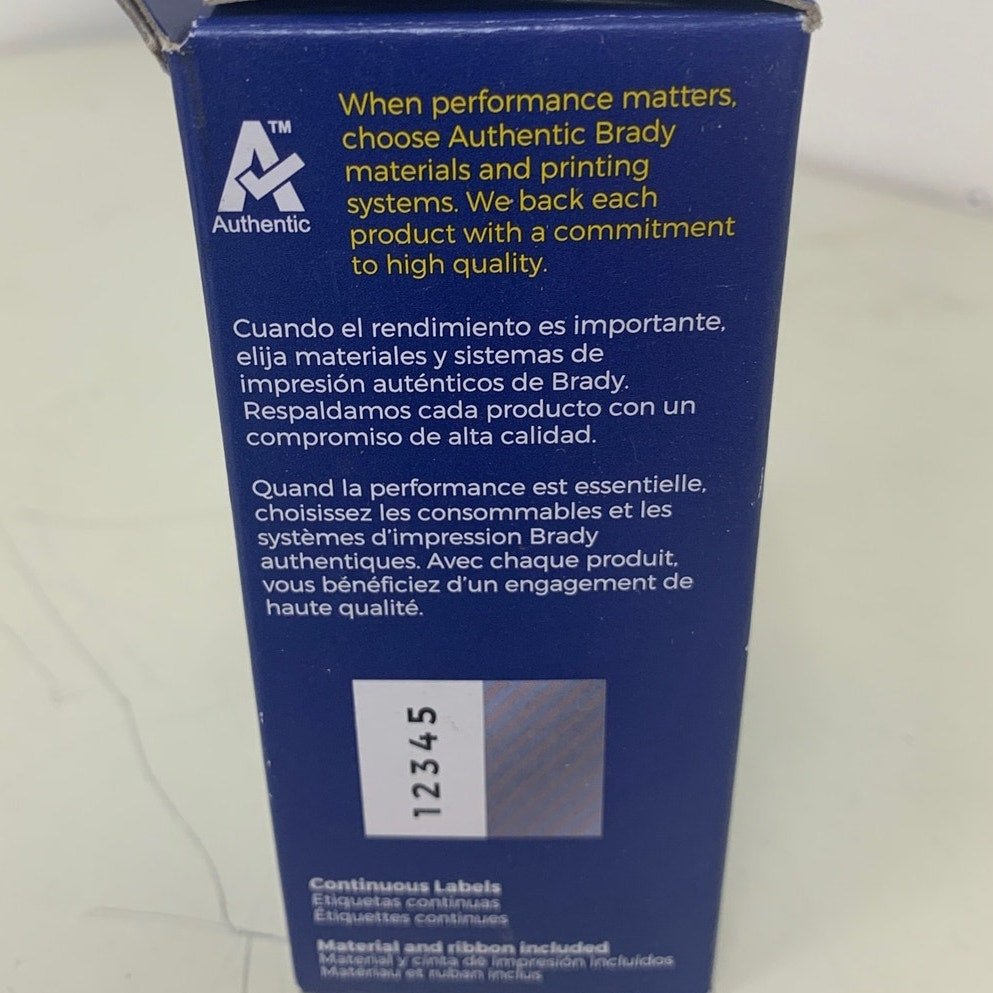 When performance matters,
choose Authentic Brady
materials and printing
systems. We back each
product with a commitment
to high quality.
TM
Authentic
Cuando el rendimiento es importante,
elija materiales y sistemas de
impresión auténticos de Brady.
Respaldamos cada producto con un
compromiso de alta calidad.
Quand la performance est essentielle,
choisissez les consommables et les
systèmes d'impression Brady
authentiques. Avec chaque produit,
vous bénéficiez d'un engagement de
haute qualité.
12345
Continuous Labels
Etiquetas continuas
Étiquettes continues
Material and ribbon included
Material y cinta de impresión incluidos
Matériau et ruban inclus